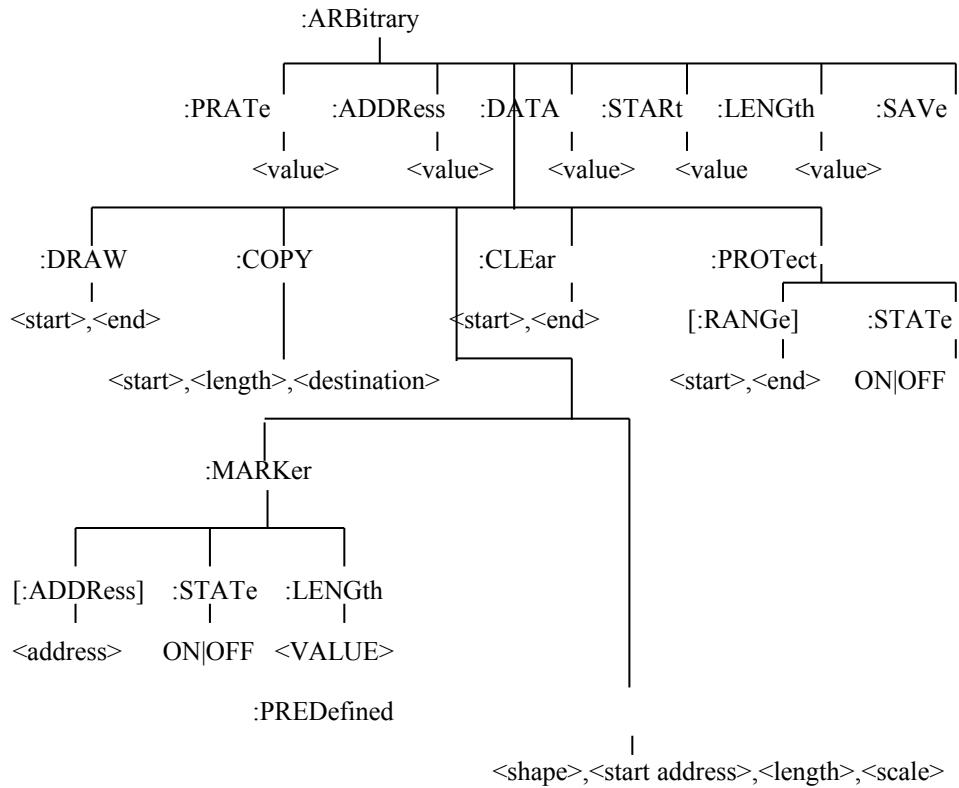 :ARBitrary
:PRATe :ADDRess :DATA :STARt :LENGth :SAVe
<value> <value> <value> <value <value>
:DRAW :COPY :CLEar :PROTect
<start>,<end> <start>,<end> [:RANGe] :STATe
<start>,<length>,<destination> <start>,<end> ON|OFF
:MARKer
[:ADDRess] :STATe :LENGth
<address> ON|OFF <VALUE>
:PREDefined
<shape>,<start address>,<length>,<scale>